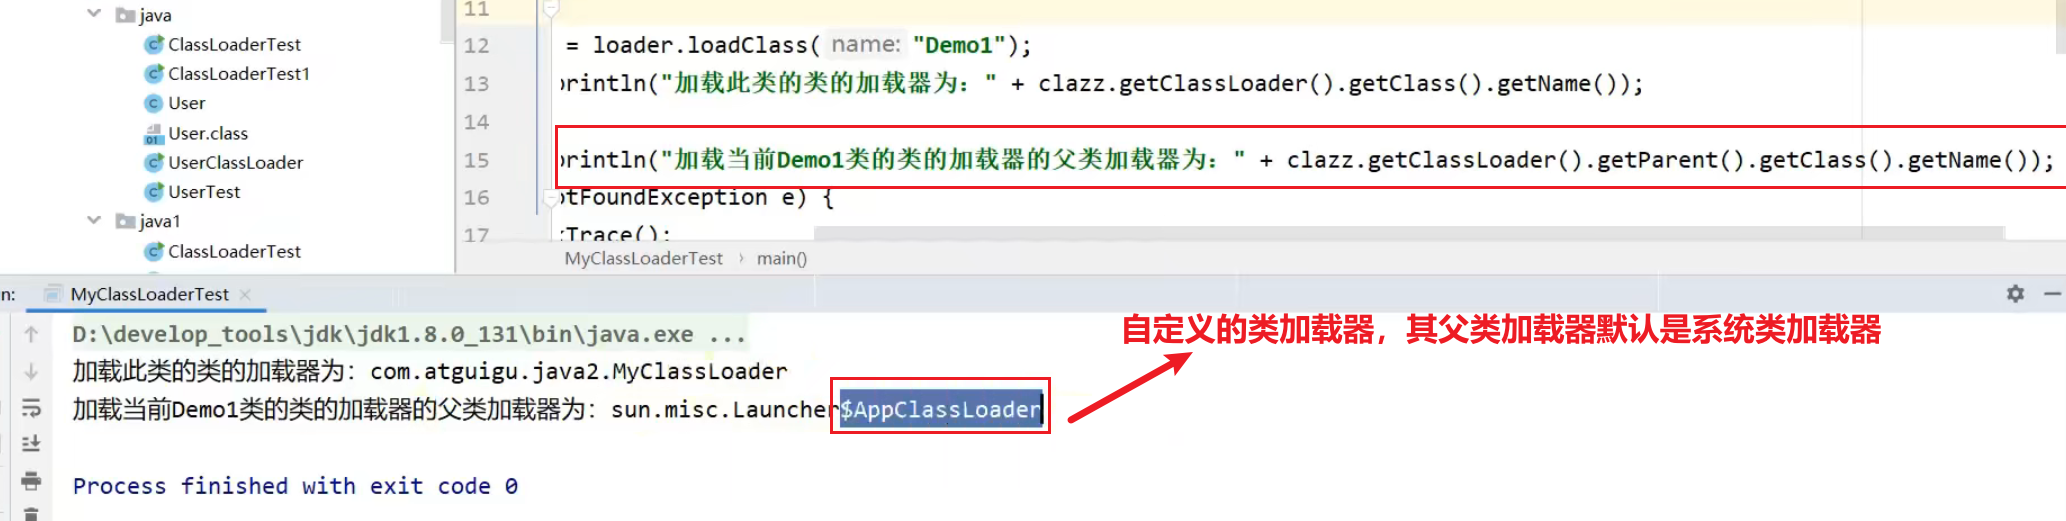 java
ClassLoaderTest
ClassLoaderTest1
User
User.class
UserClassLoader
UserTest
java1
ClassLoaderTest
11
12 = loader.loadClass( name: "Demo1");
13 println("加载此类的类的加载器为：" + clazz.getClassLoader().getClass().getName());
14
15 println("加载当前Demo1类的类的加载器的父类加载器为：" + clazz.getClassLoader().getParent().getClass().getName());
16 otFoundException e) {
17 kTrace();
MyClassLoaderTest › main()
n: MyClassLoaderTest ×
D:\develop_tools\jdk\jdk1.8.0_131\bin\java.exe ...
自定义的类加载器，其父类加载器默认是系统类加载器
加载此类的类的加载器为：com.atguigu.java2.MyClassLoader
加载当前Demo1类的类的加载器的父类加载器为：sun.misc.Launcher$AppClassLoader
Process finished with exit code 0